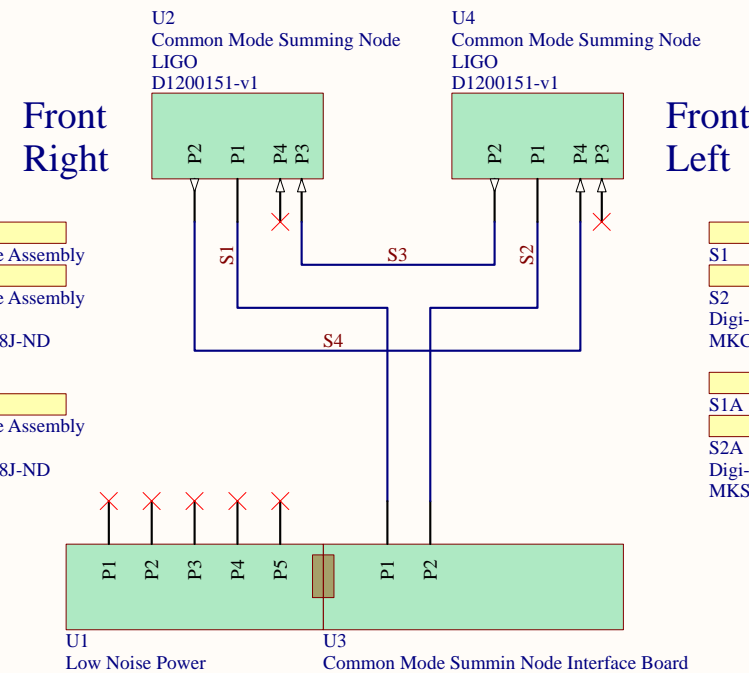 U2
Common Mode Summing Node
LIGO
D1200151-v1
U4
Common Mode Summing Node
LIGO
D1200151-v1
Front
Right
Front
Left
P2
P1
P4
P3
P2
P1
P4
P3
S1
S3
S2
S4
e Assembly
e Assembly
8J-ND
e Assembly
8J-ND
S1
S2
Digi-
MKC
S1A
S2A
Digi-
MKS
P1
P2
P3
P4
P5
P1
P2
U1
Low Noise Power
U3
Common Mode Summin Node Interface Board